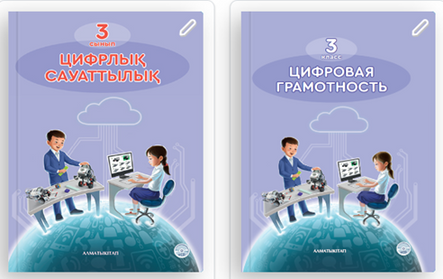 3
СЫНЫП
ЦИФРЛЫҚ
САУАТТЫЛЫҚ
АЛМАТЫКІТАП
3
КЛАСС
ЦИФРОВАЯ
ГРАМОТНОСТЬ
АЛМАТЫКІТАП